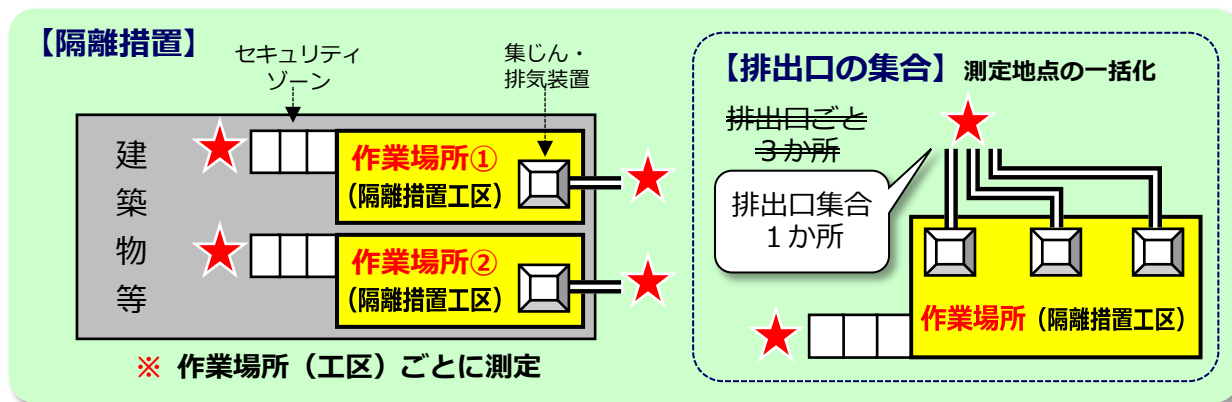 【隔離措置】
セキュリティ
ゾーン
集じん・
排気装置
建
築
物
等
作業場所①
（隔離措置工区）
作業場所②
（隔離措置工区）
※ 作業場所（工区）ごとに測定
【排出口の集合】 測定地点の一括化
排出口ごと
３か所
排出口集合
１か所
作業場所（隔離措置工区）